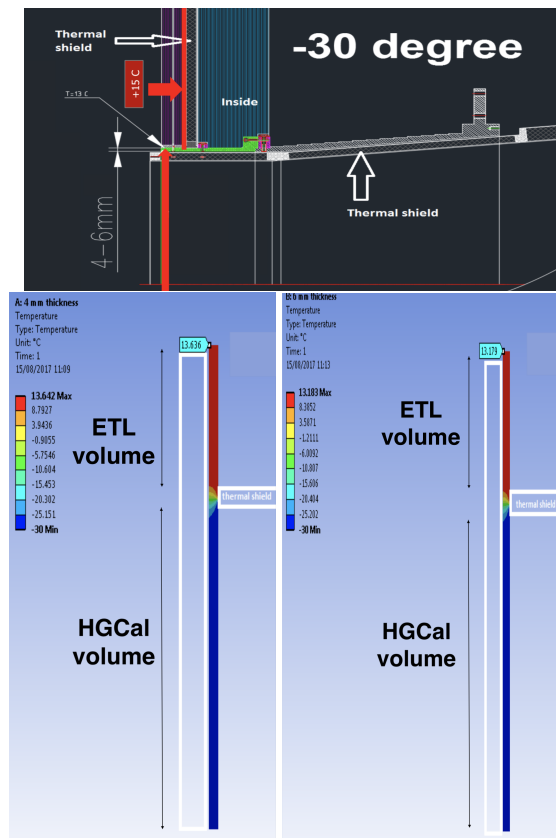 Thermal
shield
-30 degree
+15 C
Inside
T=13 C
4-6mm
Thermal shield
A: 4 mm thickness
Temperature
Type: Temperature
Unit: °C
Time: 1
15/08/2017 11:09
13.636
13.642 Max
8.7927
3.9436
-0.9055
-5.7546
-10.604
-15.453
-20.302
-25.151
-30 Min
ETL
volume
thermal shield
HGCal
volume
B: 6 mm thickness
Temperature
Type: Temperature
Unit: °C
Time: 1
15/08/2017 11:13
13.179
13.183 Max
8.3852
3.5871
-1.2111
-6.0092
-10.807
-15.606
-20.404
-25.202
-30 Min
ETL
volume
thermal shield
HGCal
volume